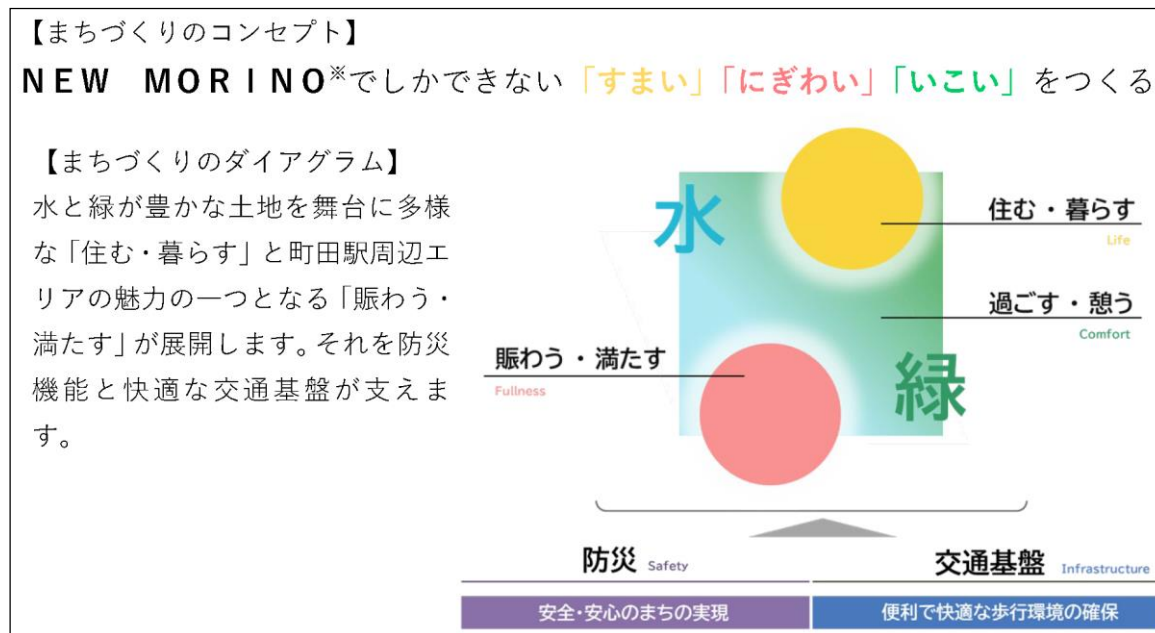 【まちづくりのコンセプト】
NEW MORINO※でしかできない「すまい」「にぎわい」「いこい」をつくる
【まちづくりのダイアグラム】
水と緑が豊かな土地を舞台に多様
な「住む・暮らす」と町田駅周辺エ
リアの魅力の一つとなる「賑わう・
満たす」が展開します。それを防災
機能と快適な交通基盤が支えま
す。
水
住む・暮らす
Life
過ごす・憩う
Comfort
賑わう・満たす
Fullness
緑
防災 Safety
交通基盤 Infrastructure
安全・安心のまちの実現
便利で快適な歩行環境の確保